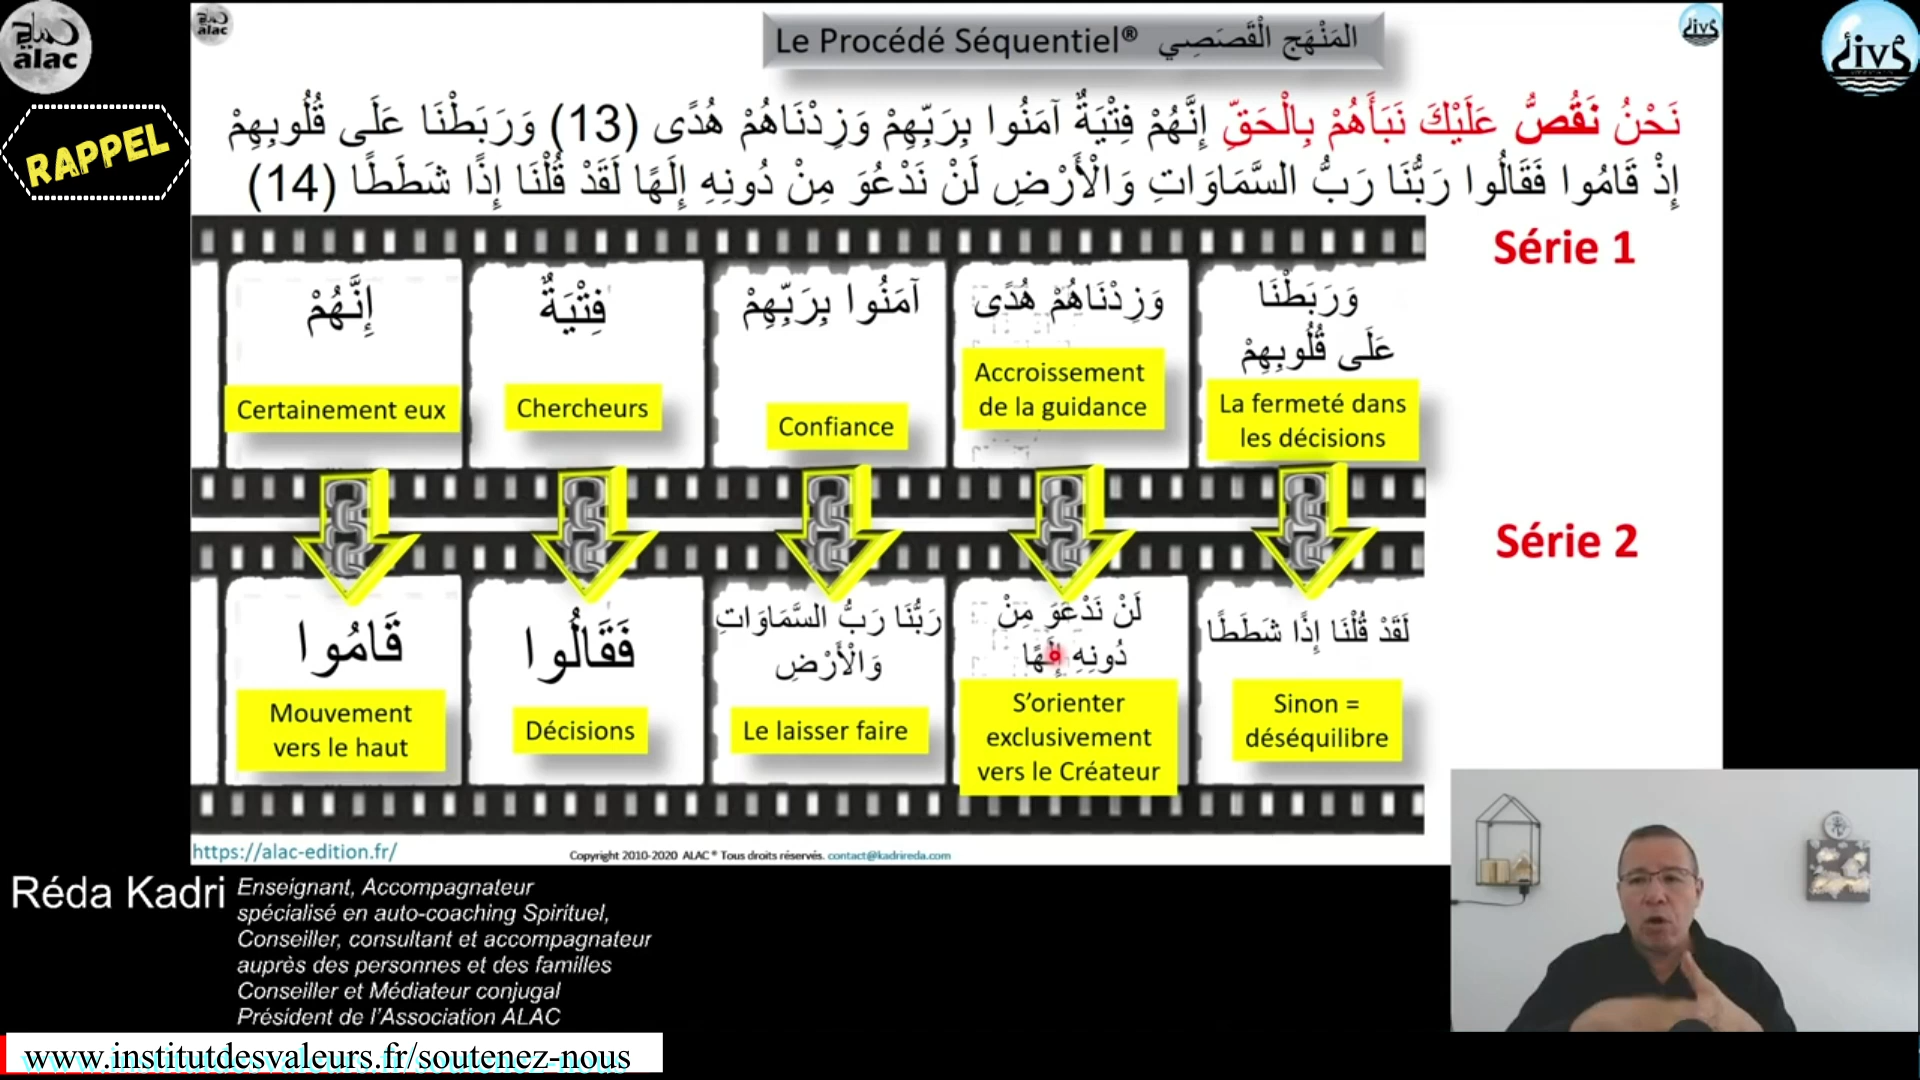 alac
RAPPEL
alac
Le Procédé Séquentiel® المَنْهَج الْقَصَصِي
نَحْنُ نَقُصُّ عَلَيْكَ نَبَأَهُمْ بِالْحَقِّ إِنَّهُمْ فِتْيَةٌ آمَنُوا بِرَبِّهِمْ وَزِدْنَاهُمْ هُدًى (13) وَرَبَطْنَا عَلَى قُلُوبِهِمْ
إِذْ قَامُوا فَقَالُوا رَبُّنَا رَبُّ السَّمَاوَاتِ وَالْأَرْضِ لَنْ نَدْعُوَ مِنْ دُونِهِ إِلَهًا لَقَدْ قُلْنَا إِذًا شَطَطًا (14)
Série 1
إِنَّهُمْ
Certainement eux
فِتْيَةٌ
Chercheurs
آمَنُوا بِرَبِّهِمْ
Confiance
وَزِدْنَاهُمْ هُدًى
Accroissement
de la guidance
وَرَبَطْنَا
عَلَى قُلُوبِهِمْ
La fermeté dans
les décisions
Série 2
قَامُوا
Mouvement
vers le haut
فَقَالُوا
Décisions
رَبُّنَا رَبُّ السَّمَاوَاتِ
وَالْأَرْضِ
Le laisser faire
لَنْ نَدْعُوَ مِنْ
دُونِهِ إِلَهًا
S’orienter
exclusivement
vers le Créateur
لَقَدْ قُلْنَا إِذًا شَطَطًا
Sinon =
déséquilibre
https://alac-edition.fr/
Copyright 2010-2020 ALAC® Tous droits réservés. contact@kadrireda.com
Réda Kadri
Enseignant, Accompagnateur
spécialisé en auto-coaching Spirituel,
Conseiller, consultant et accompagnateur
auprès des personnes et des familles
Conseiller et Médiateur conjugal
Président de l’Association ALAC
www.institutdesvaleurs.fr/soutenez-nous